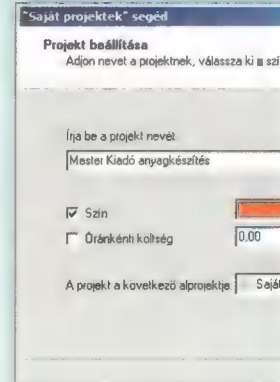 "Saját projektek" segéd
Projekt beállítása
Adjon nevet a projektnek, válassza ki a szí
Írja be a projekt nevét
Mester Kiadó anyagkészítés
Szín
Óránkénti költség
0,00
A projekt a következő alprojektje:
Saját